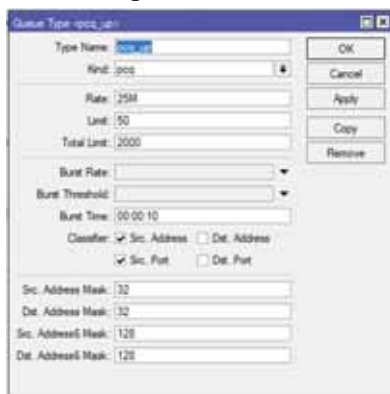 Queue Type <pcq_up>
Type Name: pcq_up
OK
Kind: pcq
Cancel
Rate: 25M
Apply
Limit: 50
Total Limit: 2000
Copy
Remove
Burst Rate:
Burst Threshold:
Burst Time: 00:00:10
Classifier: Src. Address Dst. Address
Src. Port Dst. Port
Src. Address Mask: 32
Dst. Address Mask: 32
Src. Address6 Mask: 128
Dst. Address6 Mask: 128